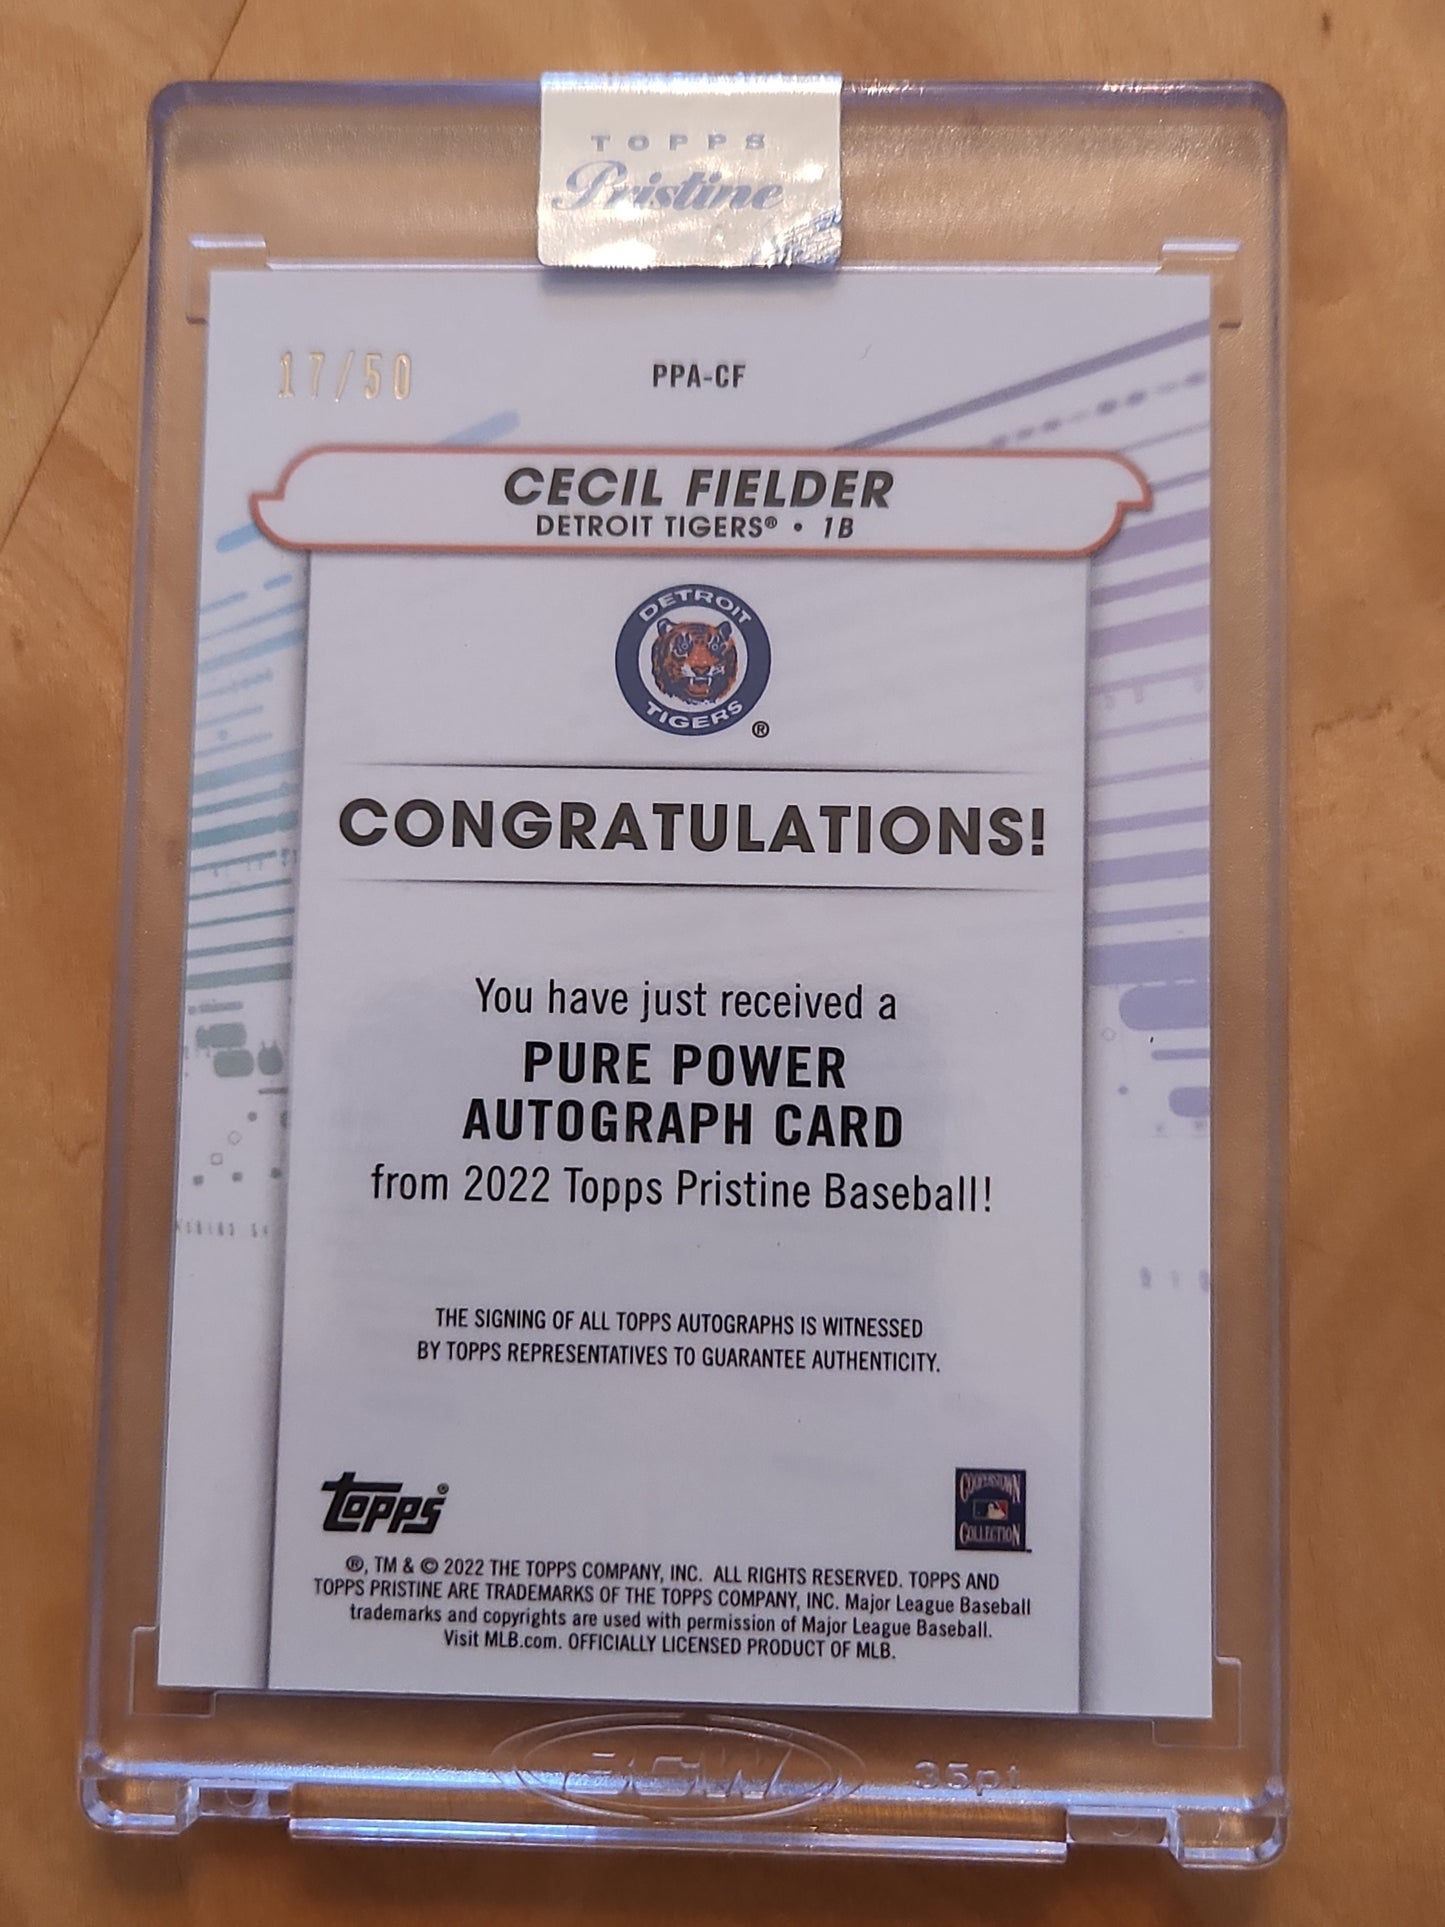 TOPPS
Pristine
17/50
PPA-CF
CECIL FIELDER
DETROIT TIGERS® • 1B
DETROIT
TIGERS
®
CONGRATULATIONS!
You have just received a
PURE POWER
AUTOGRAPH CARD
from 2022 Topps Pristine Baseball!
THE SIGNING OF ALL TOPPS AUTOGRAPHS IS WITNESSED
BY TOPPS REPRESENTATIVES TO GUARANTEE AUTHENTICITY.
topps®
COOPERSTOWN
COLLECTION
®, TM & © 2022 THE TOPPS COMPANY, INC. ALL RIGHTS RESERVED. TOPPS AND
TOPPS PRISTINE ARE TRADEMARKS OF THE TOPPS COMPANY, INC. Major League Baseball
trademarks and copyrights are used with permission of Major League Baseball.
Visit MLB.com. OFFICIALLY LICENSED PRODUCT OF MLB.
35pt